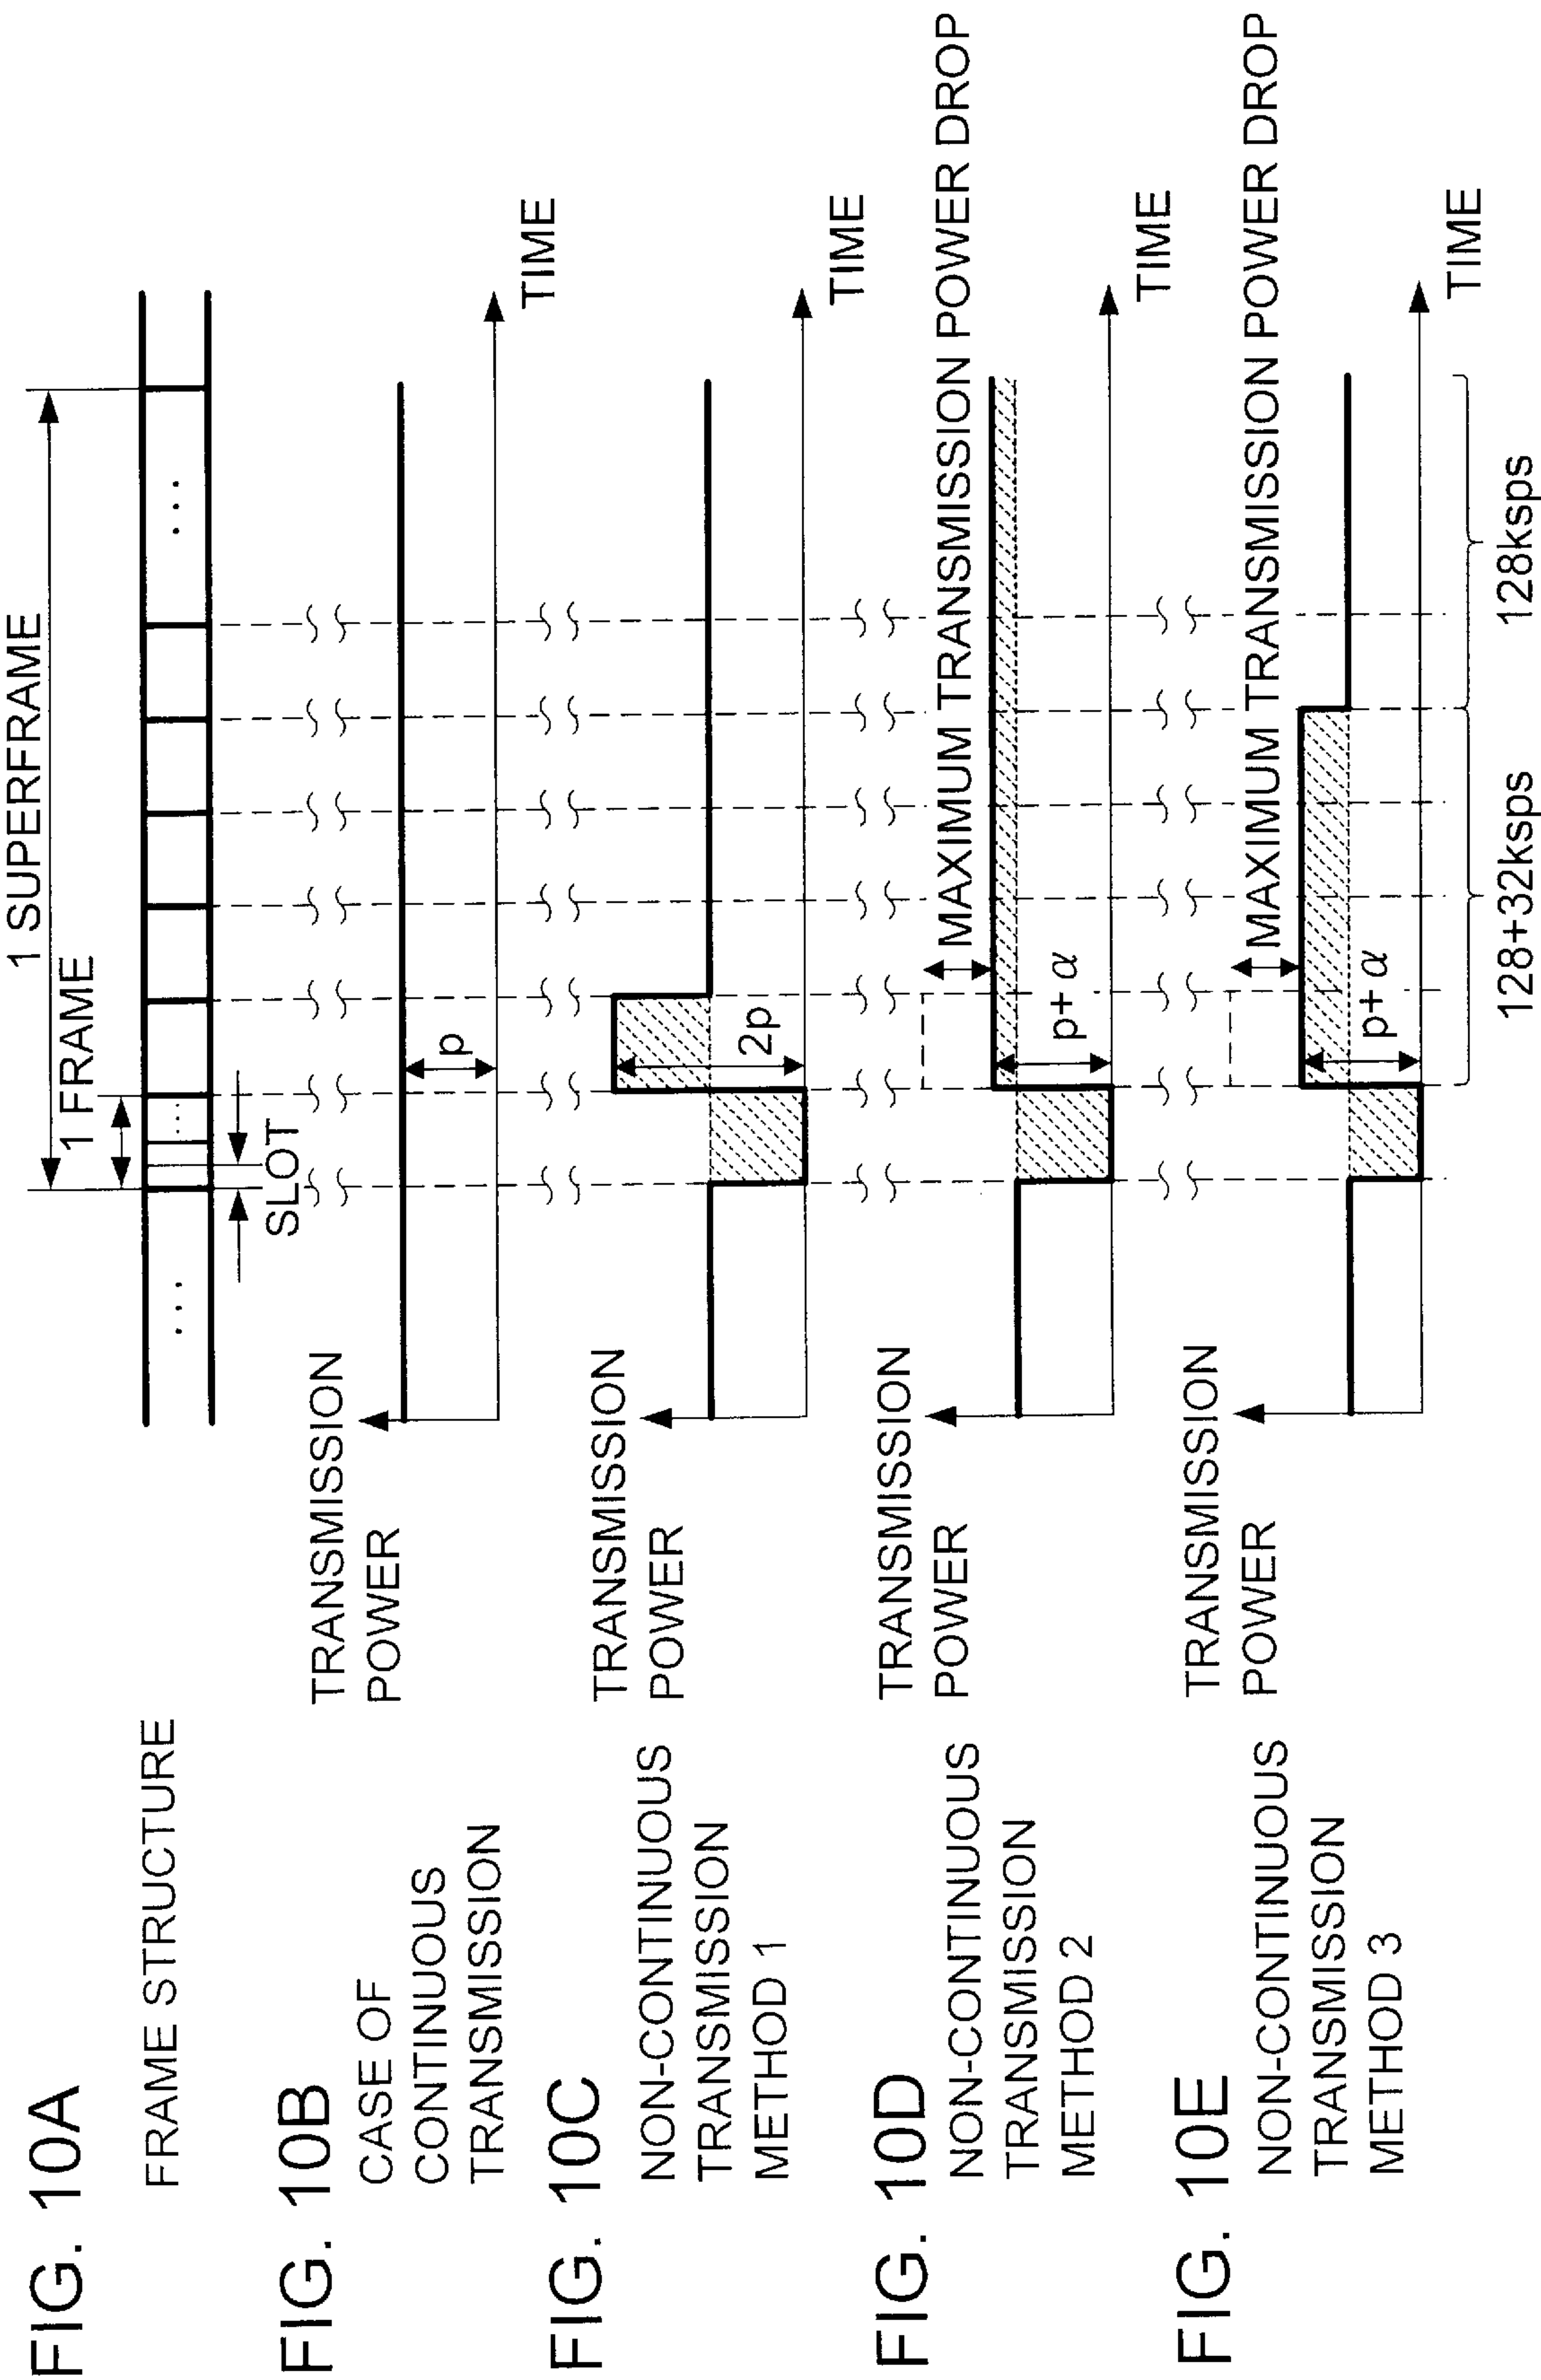 FIG. 10A
FRAME STRUCTURE
1 SUPERFRAME
1 FRAME
SLOT
...
...
...
FIG. 10B
CASE OF
CONTINUOUS
TRANSMISSION
TRANSMISSION
POWER
p
TIME
FIG. 10C
NON-CONTINUOUS
TRANSMISSION
METHOD 1
TRANSMISSION
POWER
2p
TIME
FIG. 10D
NON-CONTINUOUS
TRANSMISSION
METHOD 2
TRANSMISSION
POWER
MAXIMUM TRANSMISSION POWER DROP
p+α
TIME
FIG. 10E
NON-CONTINUOUS
TRANSMISSION
METHOD 3
TRANSMISSION
POWER
MAXIMUM TRANSMISSION POWER DROP
p+α
TIME
128+32ksps
128ksps